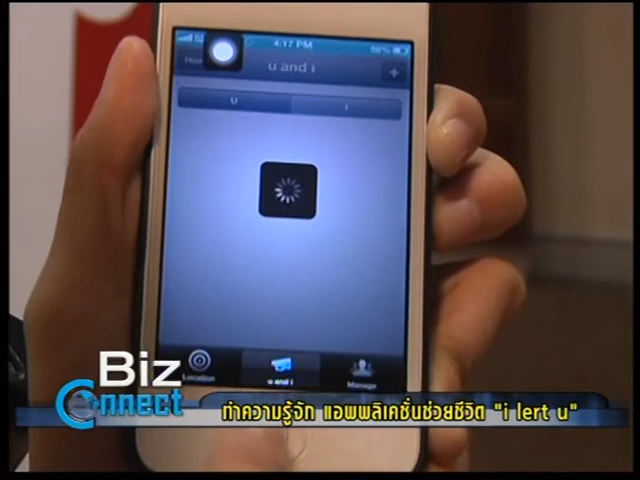 4:17 PM
u and i
+
u
i
Location
u and i
Manage
Biz
Connect
ทำความรู้จัก แอพพลิเคชั่นช่วยชีวิต "i lert u"